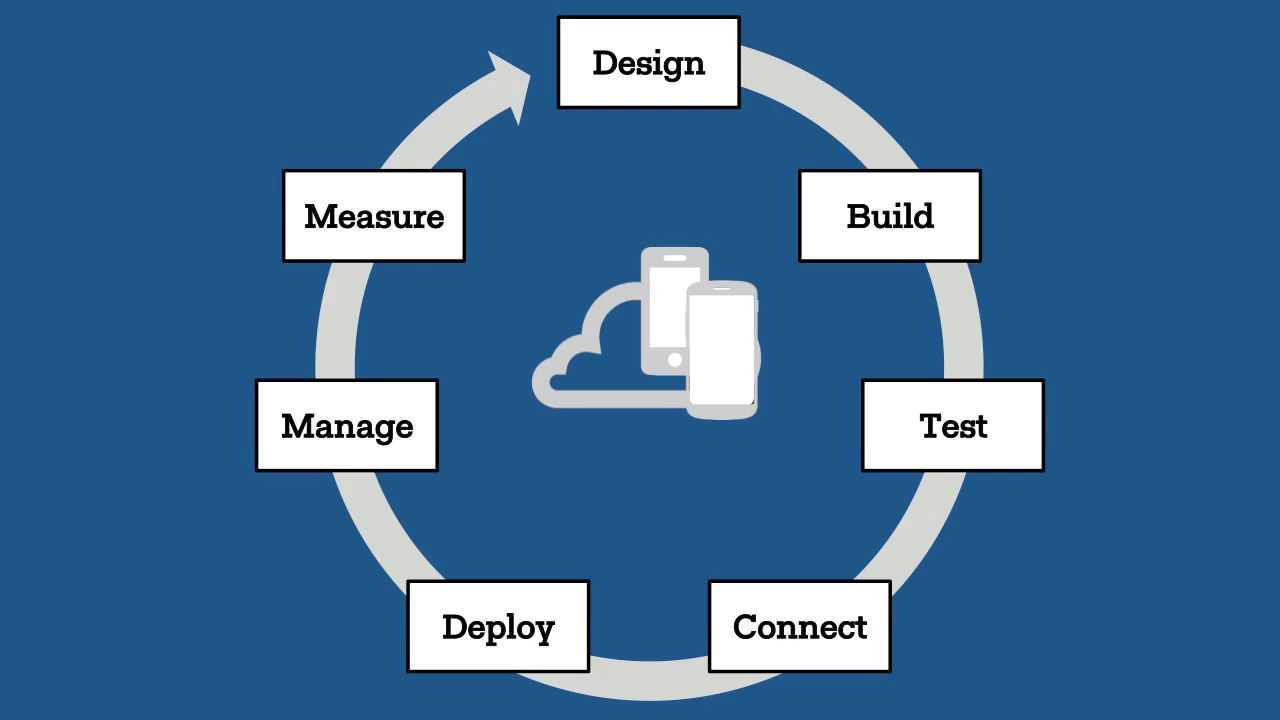 Design
Measure
Build
Manage
Test
Deploy
Connect